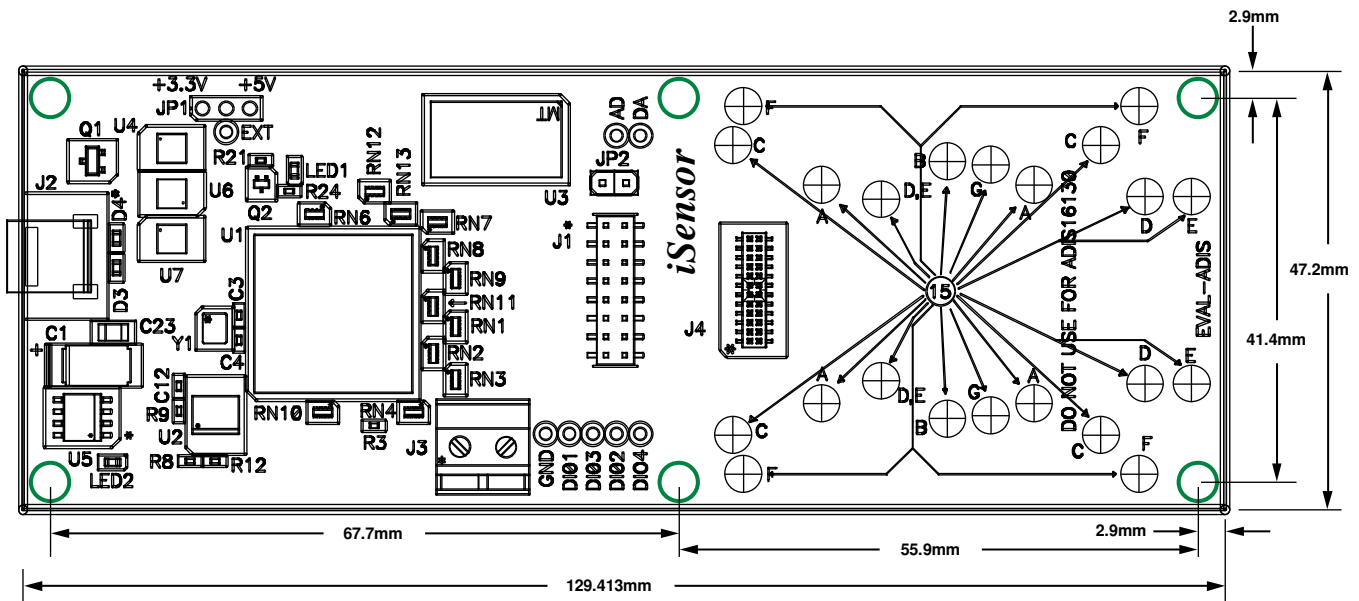 2.9mm
+3.3V +5V
JP1
EXT
U4
Q1
R21
LED1
R24
Q2
RN12
RN13
MT
U3
AD
DA
JP2
J2
D4*
D3
U6
U7
U1
RN6
RN7
RN8
RN9
RN11
RN1
RN2
RN3
*
J1
iSensor
J4
*
F
C
A
D,E
B
G
A
C
F
D
E
15
DO NOT USE FOR ADIS16130
EVAL-ADIS
47.2mm
41.4mm
C3
*
Y1
C4
C23
C1
+
C12
R9
U2
U5
*
R8
R12
LED2
RN10
RN4
R3
J3
*
GND
DIO1
DIO3
DIO2
DIO4
A
D,E
B
G
A
C
C
F
D
E
F
67.7mm
55.9mm
2.9mm
129.413mm